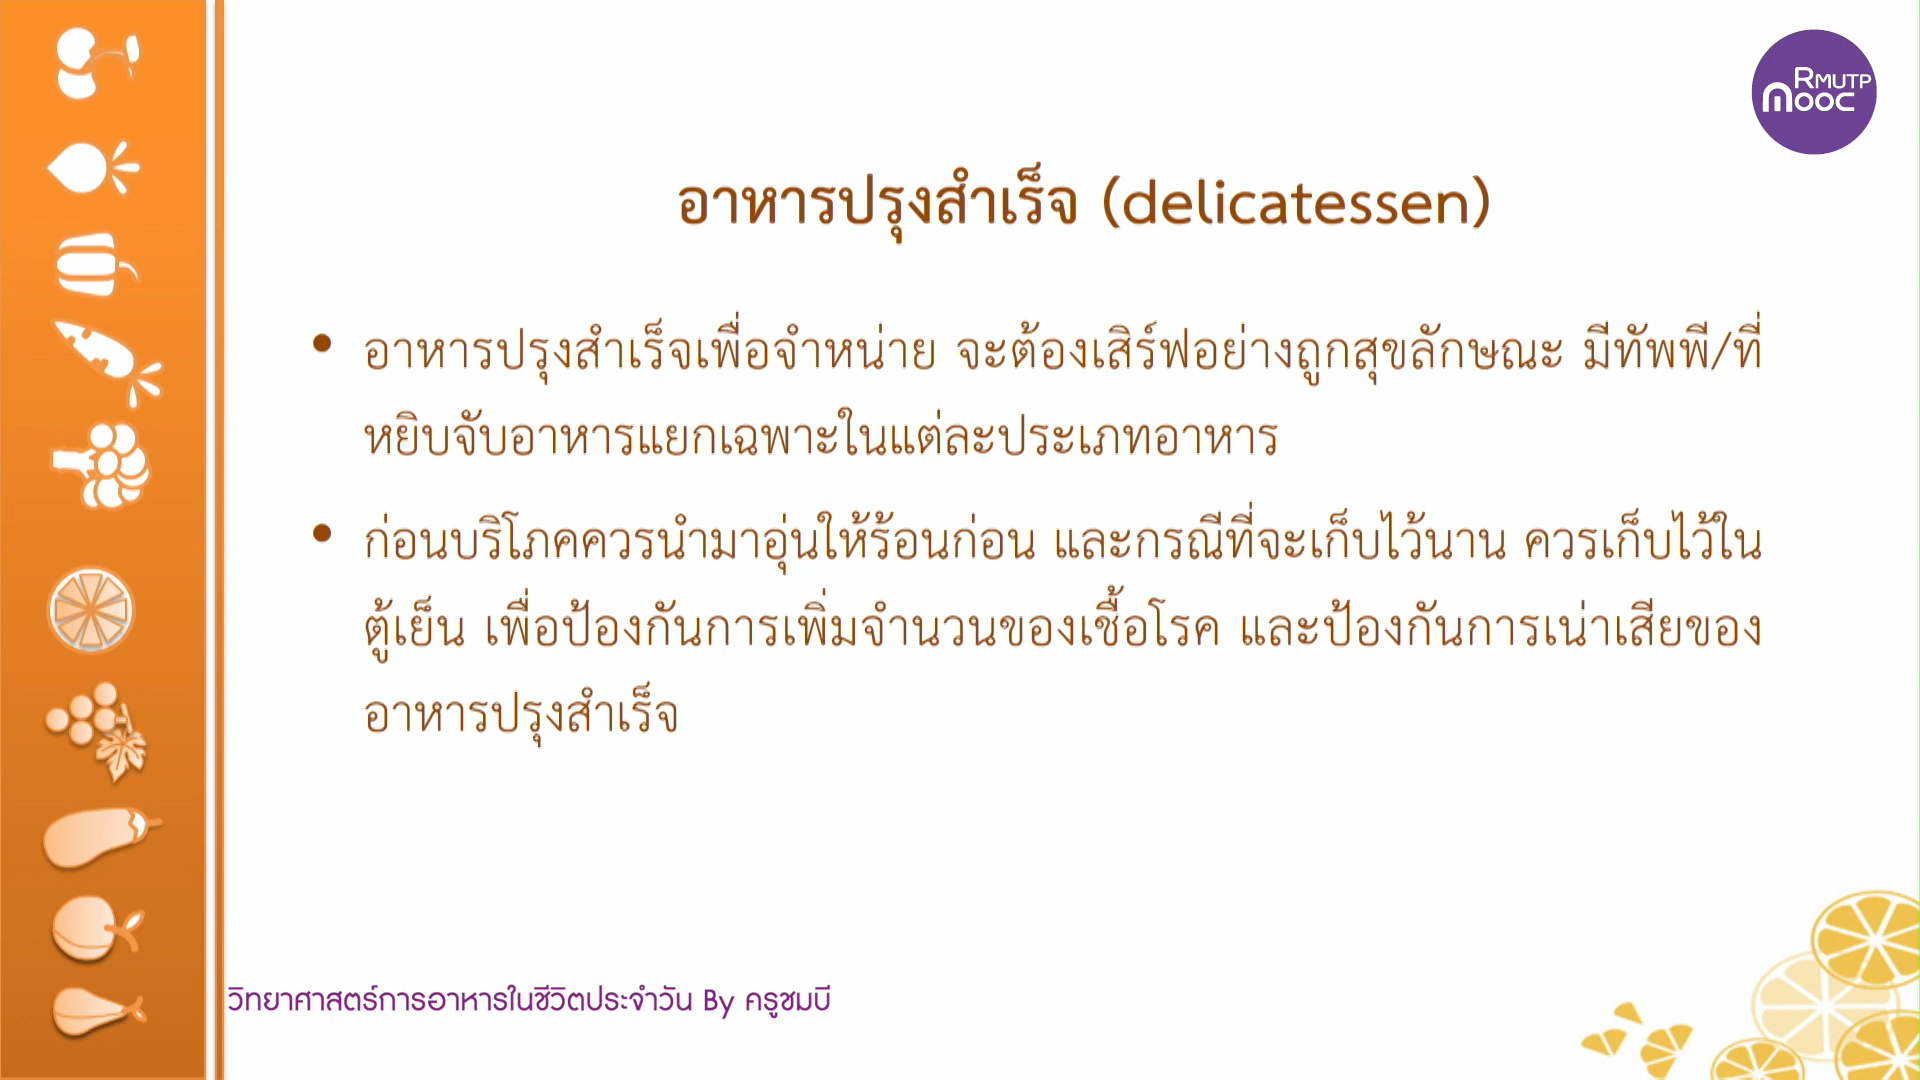 RMUTP
mooc
อาหารปรุงสำเร็จ (delicatessen)
• อาหารปรุงสำเร็จเพื่อจำหน่าย จะต้องเสิร์ฟอย่างถูกสุขลักษณะ มีทัพพี/ที่
หยิบจับอาหารแยกเฉพาะในแต่ละประเภทอาหาร
• ก่อนบริโภคควรนำมาอุ่นให้ร้อนก่อน และกรณีที่จะเก็บไว้นาน ควรเก็บไว้ใน
ตู้เย็น เพื่อป้องกันการเพิ่มจำนวนของเชื้อโรค และป้องกันการเน่าเสียของ
อาหารปรุงสำเร็จ
วิทยาศาสตร์การอาหารในชีวิตประจำวัน By ครูชมบี